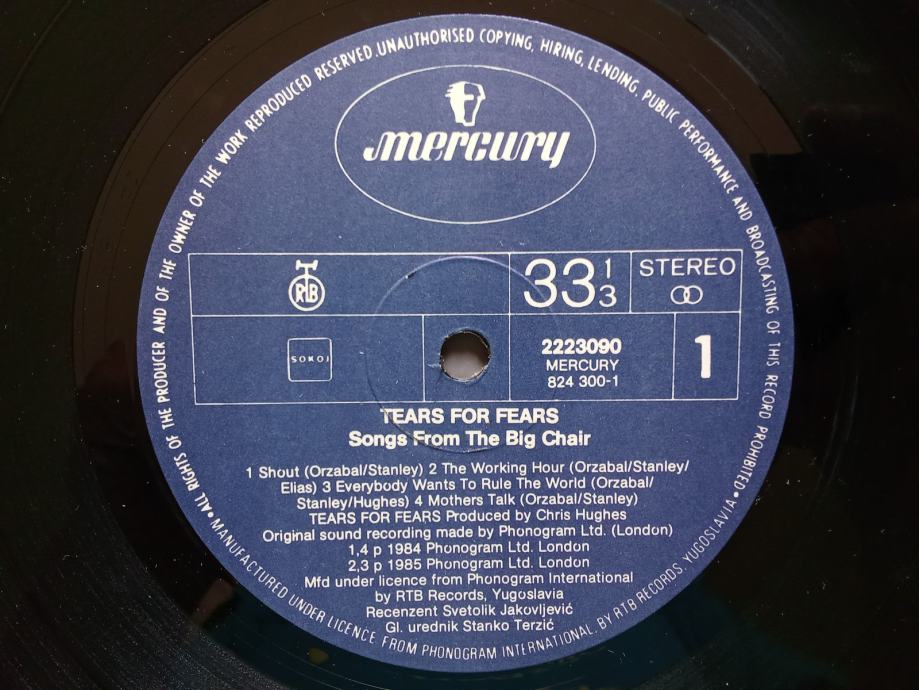 • ALL RIGHTS OF THE PRODUCER AND OF THE OWNER OF THE WORK REPRODUCED RESERVED UNAUTHORISED COPYING, HIRING, LENDING, PUBLIC PERFORMANCE AND BROADCASTING OF THIS RECORD PROHIBITED •
mercury
RTB
33 1/3
STEREO
SOKOJ
2223090
MERCURY
824 300-1
1
TEARS FOR FEARS
Songs From The Big Chair
1 Shout (Orzabal/Stanley) 2 The Working Hour (Orzabal/Stanley/
Elias) 3 Everybody Wants To Rule The World (Orzabal/
Stanley/Hughes) 4 Mothers Talk (Orzabal/Stanley)
TEARS FOR FEARS Produced by Chris Hughes
Original sound recording made by Phonogram Ltd. (London)
1,4 p 1984 Phonogram Ltd. London
2,3 p 1985 Phonogram Ltd. London
Mfd under licence from Phonogram International
by RTB Records, Yugoslavia
Recenzent Svetolik Jakovljević
Gl. urednik Stanko Terzić
MANUFACTURED UNDER LICENCE FROM PHONOGRAM INTERNATIONAL. BY RTB RECORDS, YUGOSLAVIA •